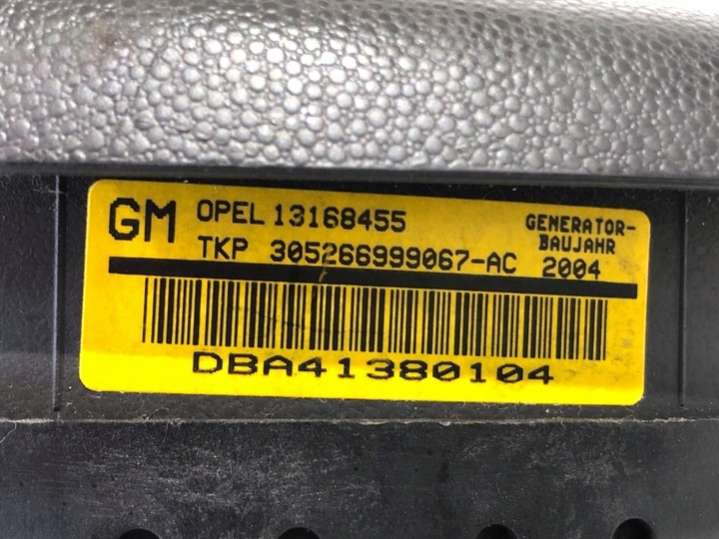 GM OPEL 13168455
TKP 305266999067-AC
GENERATOR-
BAUJAHR
2004
DBA41380104